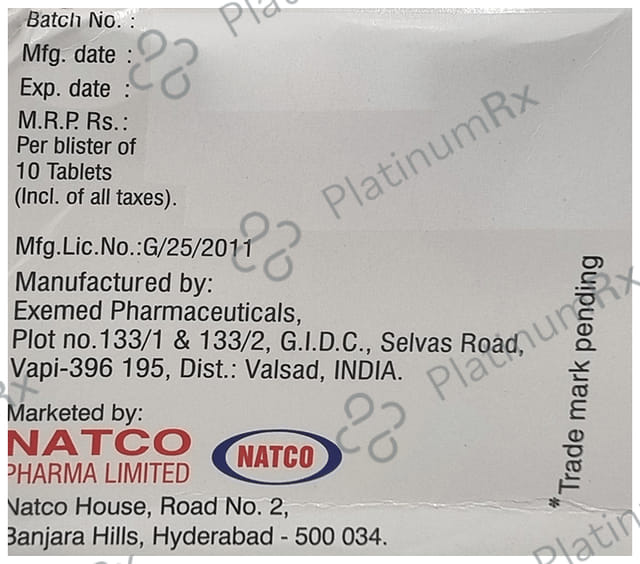 Batch No. :
Mfg. date :
Exp. date :
M.R.P. Rs.:
Per blister of
10 Tablets
(Incl. of all taxes).
Mfg.Lic.No.:G/25/2011
Manufactured by:
Exemed Pharmaceuticals,
Plot no.133/1 & 133/2, G.I.D.C., Selvas Road,
Vapi-396 195, Dist.: Valsad, INDIA.
Marketed by:
NATCO
PHARMA LIMITED
NATCO
Natco House, Road No. 2,
Banjara Hills, Hyderabad - 500 034.
*Trade mark pending
PlatinumRx
PlatinumRx